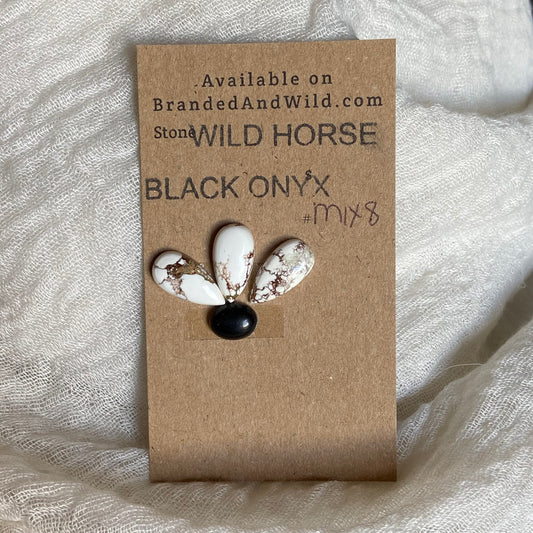 Available on
BrandedAndWild.com
Stone WILD HORSE
BLACK ONYX
#MIX8